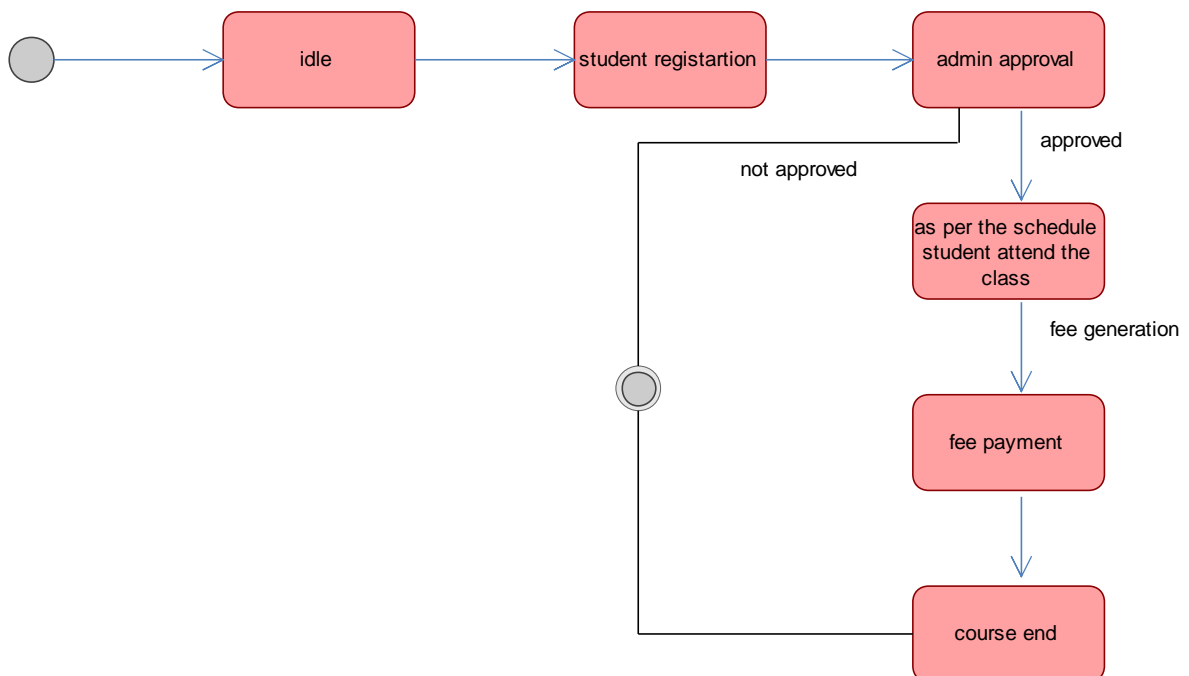 idle
student registartion
admin approval
approved
not approved
as per the schedule
student attend the
class
fee generation
fee payment
course end